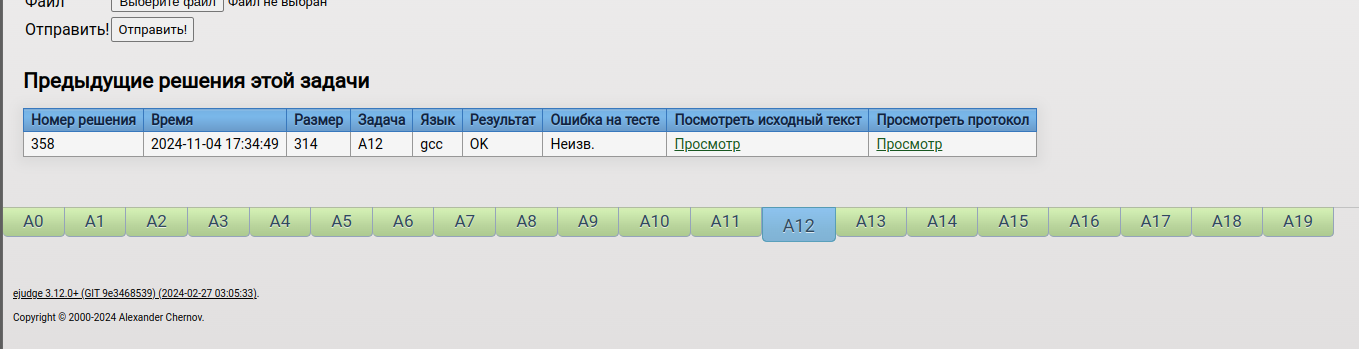 Файл Выберите файл Файл не выбран
Отправить! Отправить!
Предыдущие решения этой задачи
Номер решения Время Размер Задача Язык Результат Ошибка на тесте Посмотреть исходный текст Просмотреть протокол
358 2024-11-04 17:34:49 314 A12 gcc OK Неизв. Просмотр Просмотр
A0 A1 A2 A3 A4 A5 A6 A7 A8 A9 A10 A11 A12 A13 A14 A15 A16 A17 A18 A19
ejudge 3.12.0+ (GIT 9e3468539) (2024-02-27 03:05:33).
Copyright © 2000-2024 Alexander Chernov.